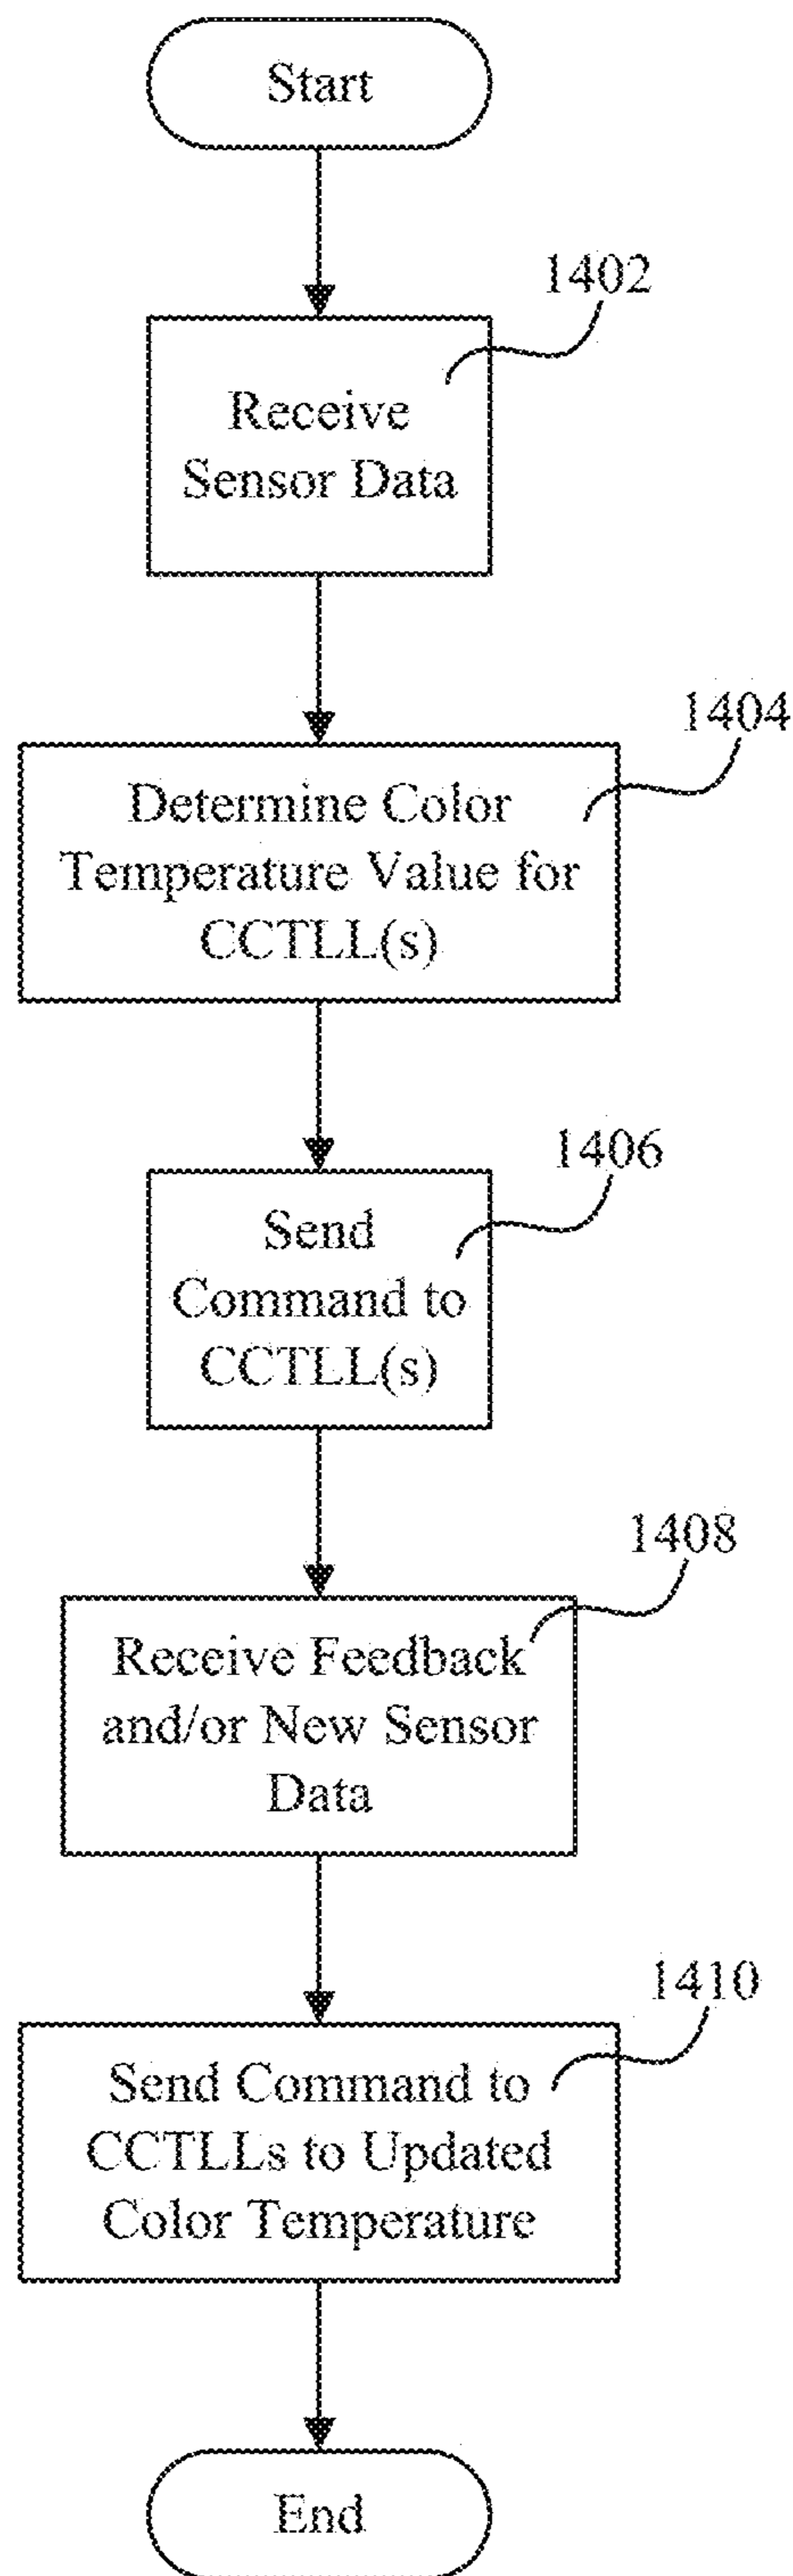 Start
1402
Receive
Sensor Data
1404
Determine Color
Temperature Value for
CCTLL(s)
1406
Send
Command to
CCTLL(s)
1408
Receive Feedback
and/or New Sensor
Data
1410
Send Command to
CCTLLs to Updated
Color Temperature
End